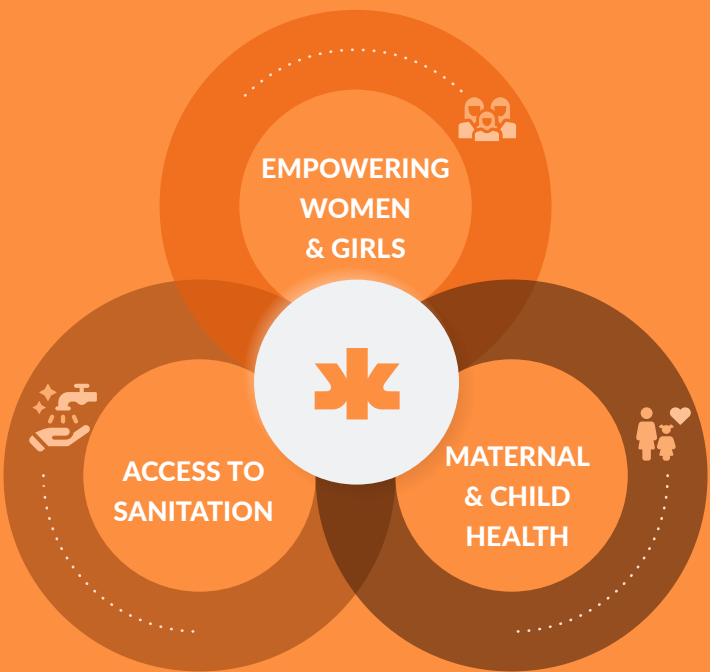 EMPOWERING
WOMEN
& GIRLS
ACCESS TO
SANITATION
MATERNAL
& CHILD
HEALTH